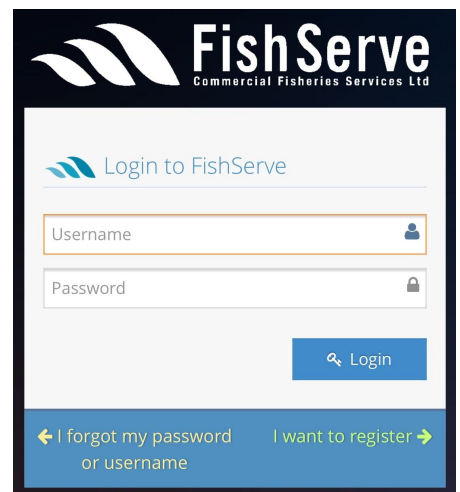 FishServe
Commercial Fisheries Services Ltd
Login to FishServe
Username
Password
Login
I forgot my password
or username
I want to register